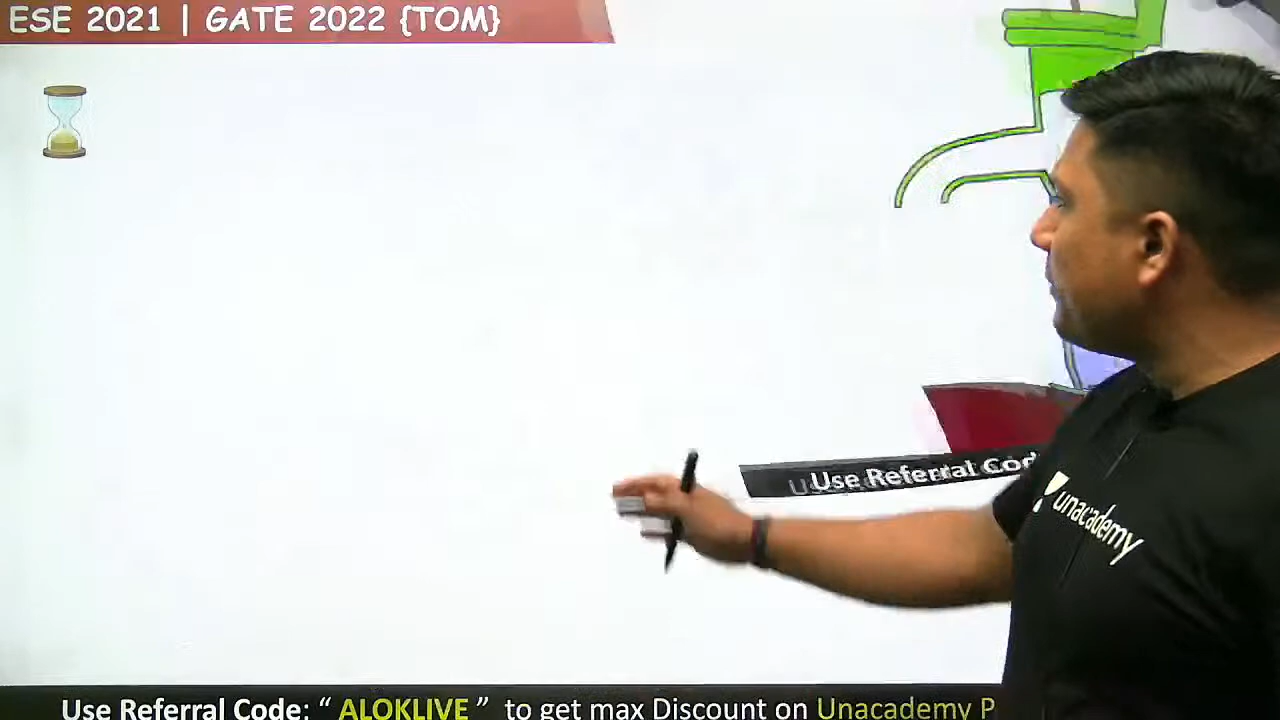 ESE 2021 | GATE 2022 {TOM}
Use Referral Cod
unacademy
Use Referral Code: “ ALOKLIVE ” to get max Discount on Unacademy P